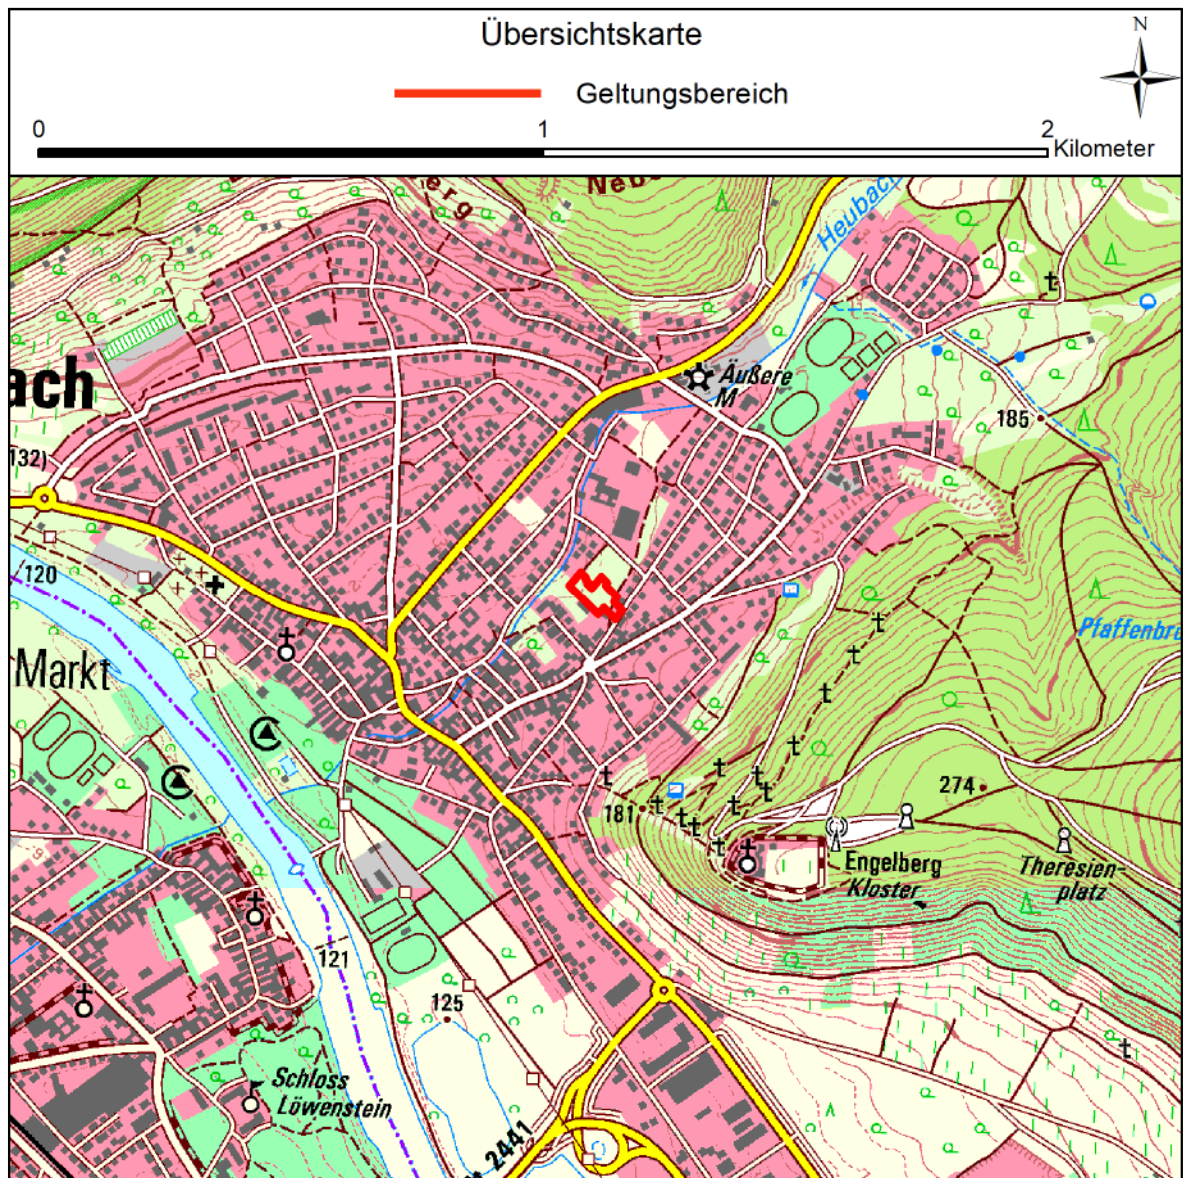 Übersichtskarte
N
Geltungsbereich
0 1 2
Kilometer
erg
Heubach
ach
Äußere
M
185
132)
120
Markt
181
274
Engelberg
Kloster
Theresien-
platz
121
125
Schloss
Löwenstein
2441